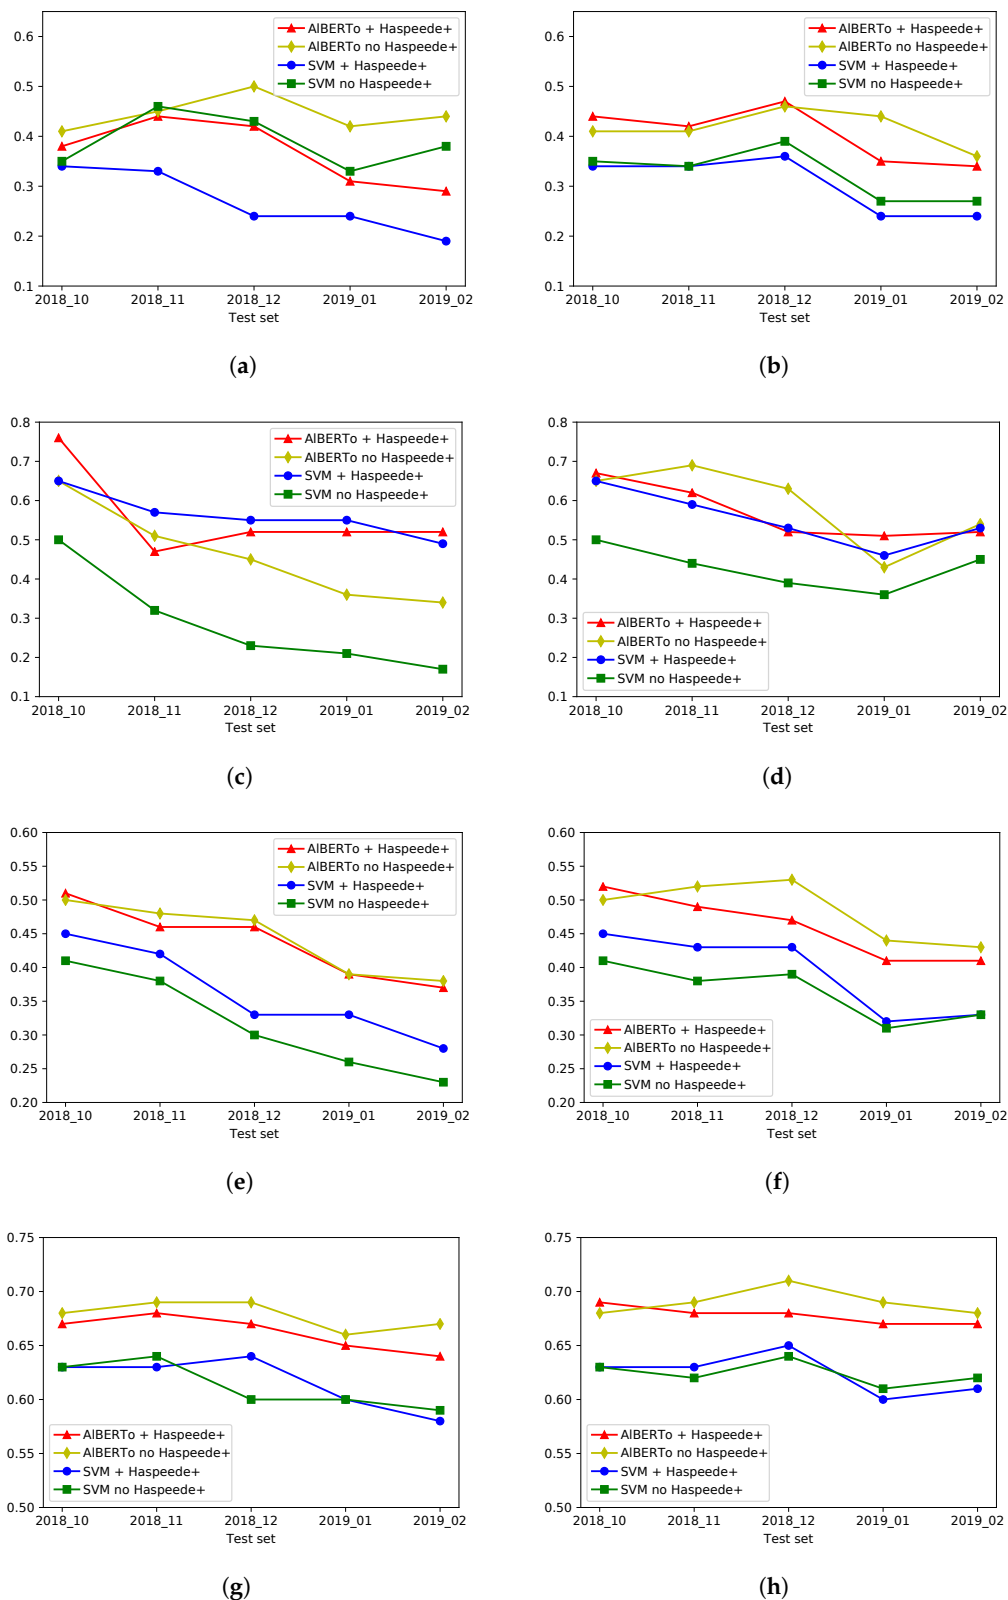 0.6
0.5
0.4
0.3
0.2
0.1
AlBERTo + Haspeede+
AlBERTo no Haspeede+
SVM + Haspeede+
SVM no Haspeede+
2018_10 2018_11 2018_12 2019_01 2019_02
Test set
(a)
0.6
0.5
0.4
0.3
0.2
0.1
AlBERTo + Haspeede+
AlBERTo no Haspeede+
SVM + Haspeede+
SVM no Haspeede+
2018_10 2018_11 2018_12 2019_01 2019_02
Test set
(b)
0.8
0.7
0.6
0.5
0.4
0.3
0.2
0.1
AlBERTo + Haspeede+
AlBERTo no Haspeede+
SVM + Haspeede+
SVM no Haspeede+
2018_10 2018_11 2018_12 2019_01 2019_02
Test set
(c)
0.8
0.7
0.6
0.5
0.4
0.3
0.2
0.1
AlBERTo + Haspeede+
AlBERTo no Haspeede+
SVM + Haspeede+
SVM no Haspeede+
2018_10 2018_11 2018_12 2019_01 2019_02
Test set
(d)
0.60
0.55
0.50
0.45
0.40
0.35
0.30
0.25
0.20
AlBERTo + Haspeede+
AlBERTo no Haspeede+
SVM + Haspeede+
SVM no Haspeede+
2018_10 2018_11 2018_12 2019_01 2019_02
Test set
(e)
0.60
0.55
0.50
0.45
0.40
0.35
0.30
0.25
0.20
AlBERTo + Haspeede+
AlBERTo no Haspeede+
SVM + Haspeede+
SVM no Haspeede+
2018_10 2018_11 2018_12 2019_01 2019_02
Test set
(f)
0.75
0.70
0.65
0.60
0.55
0.50
AlBERTo + Haspeede+
AlBERTo no Haspeede+
SVM + Haspeede+
SVM no Haspeede+
2018_10 2018_11 2018_12 2019_01 2019_02
Test set
(g)
0.75
0.70
0.65
0.60
0.55
0.50
AlBERTo + Haspeede+
AlBERTo no Haspeede+
SVM + Haspeede+
SVM no Haspeede+
2018_10 2018_11 2018_12 2019_01 2019_02
Test set
(h)